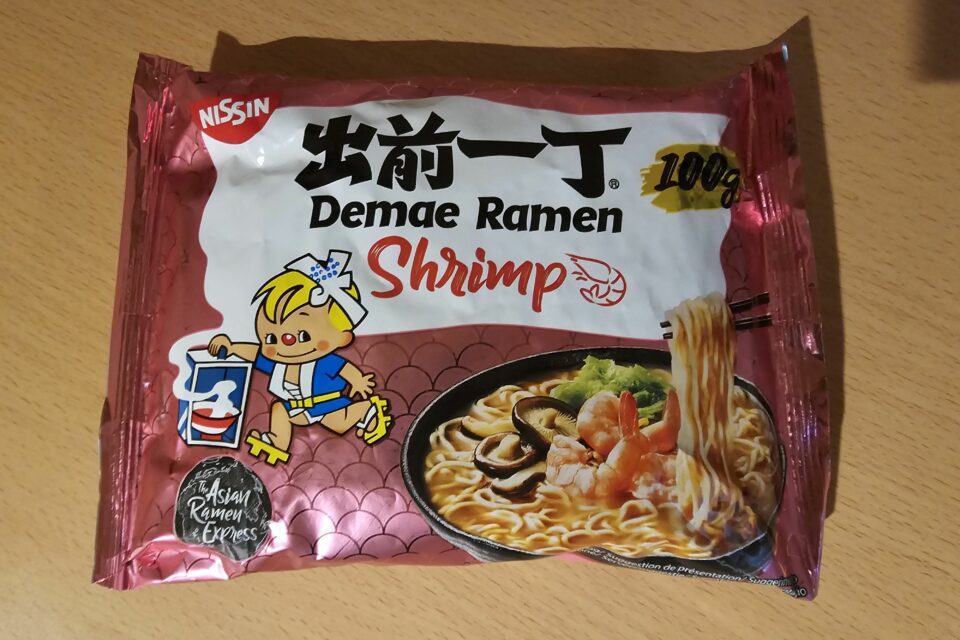 NISSIN
出前一丁®
100g
Demae Ramen
Shrimp
The Asian
Ramen
Express
Suggestion de présentation/